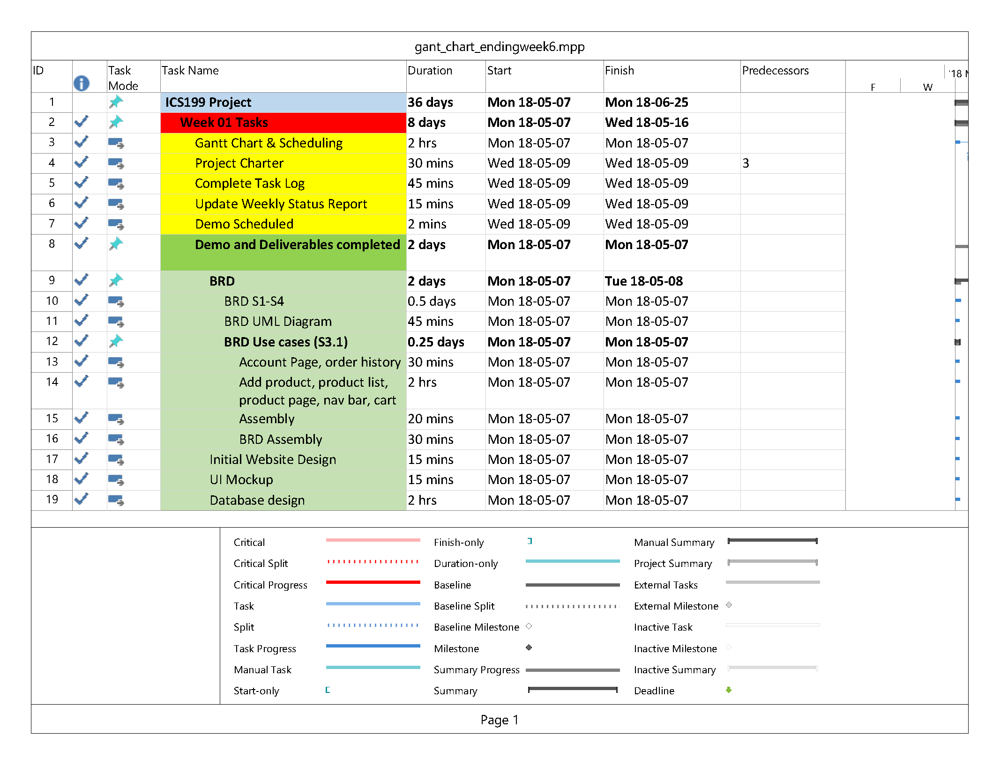 gant_chart_endingweek6.mpp
ID Task Mode Task Name Duration Start Finish Predecessors '18
F W
1 ICS199 Project 36 days Mon 18-05-07 Mon 18-06-25
2 Week 01 Tasks 8 days Mon 18-05-07 Wed 18-05-16
3 Gantt Chart & Scheduling 2 hrs Mon 18-05-07 Mon 18-05-07
4 Project Charter 30 mins Wed 18-05-09 Wed 18-05-09 3
5 Complete Task Log 45 mins Wed 18-05-09 Wed 18-05-09
6 Update Weekly Status Report 15 mins Wed 18-05-09 Wed 18-05-09
7 Demo Scheduled 2 mins Wed 18-05-09 Wed 18-05-09
8 Demo and Deliverables completed 2 days Mon 18-05-07 Mon 18-05-07
9 BRD 2 days Mon 18-05-07 Tue 18-05-08
10 BRD S1-S4 0.5 days Mon 18-05-07 Mon 18-05-07
11 BRD UML Diagram 45 mins Mon 18-05-07 Mon 18-05-07
12 BRD Use cases (S3.1) 0.25 days Mon 18-05-07 Mon 18-05-07
13 Account Page, order history 30 mins Mon 18-05-07 Mon 18-05-07
14 Add product, product list, 2 hrs Mon 18-05-07 Mon 18-05-07
product page, nav bar, cart
15 Assembly 20 mins Mon 18-05-07 Mon 18-05-07
16 BRD Assembly 30 mins Mon 18-05-07 Mon 18-05-07
17 Initial Website Design 15 mins Mon 18-05-07 Mon 18-05-07
18 UI Mockup 15 mins Mon 18-05-07 Mon 18-05-07
19 Database design 2 hrs Mon 18-05-07 Mon 18-05-07
Critical Finish-only Manual Summary
Critical Split Duration-only Project Summary
Critical Progress Baseline External Tasks
Task Baseline Split External Milestone
Split Baseline Milestone Inactive Task
Task Progress Milestone Inactive Milestone
Manual Task Summary Progress Inactive Summary
Start-only Summary Deadline
Page 1